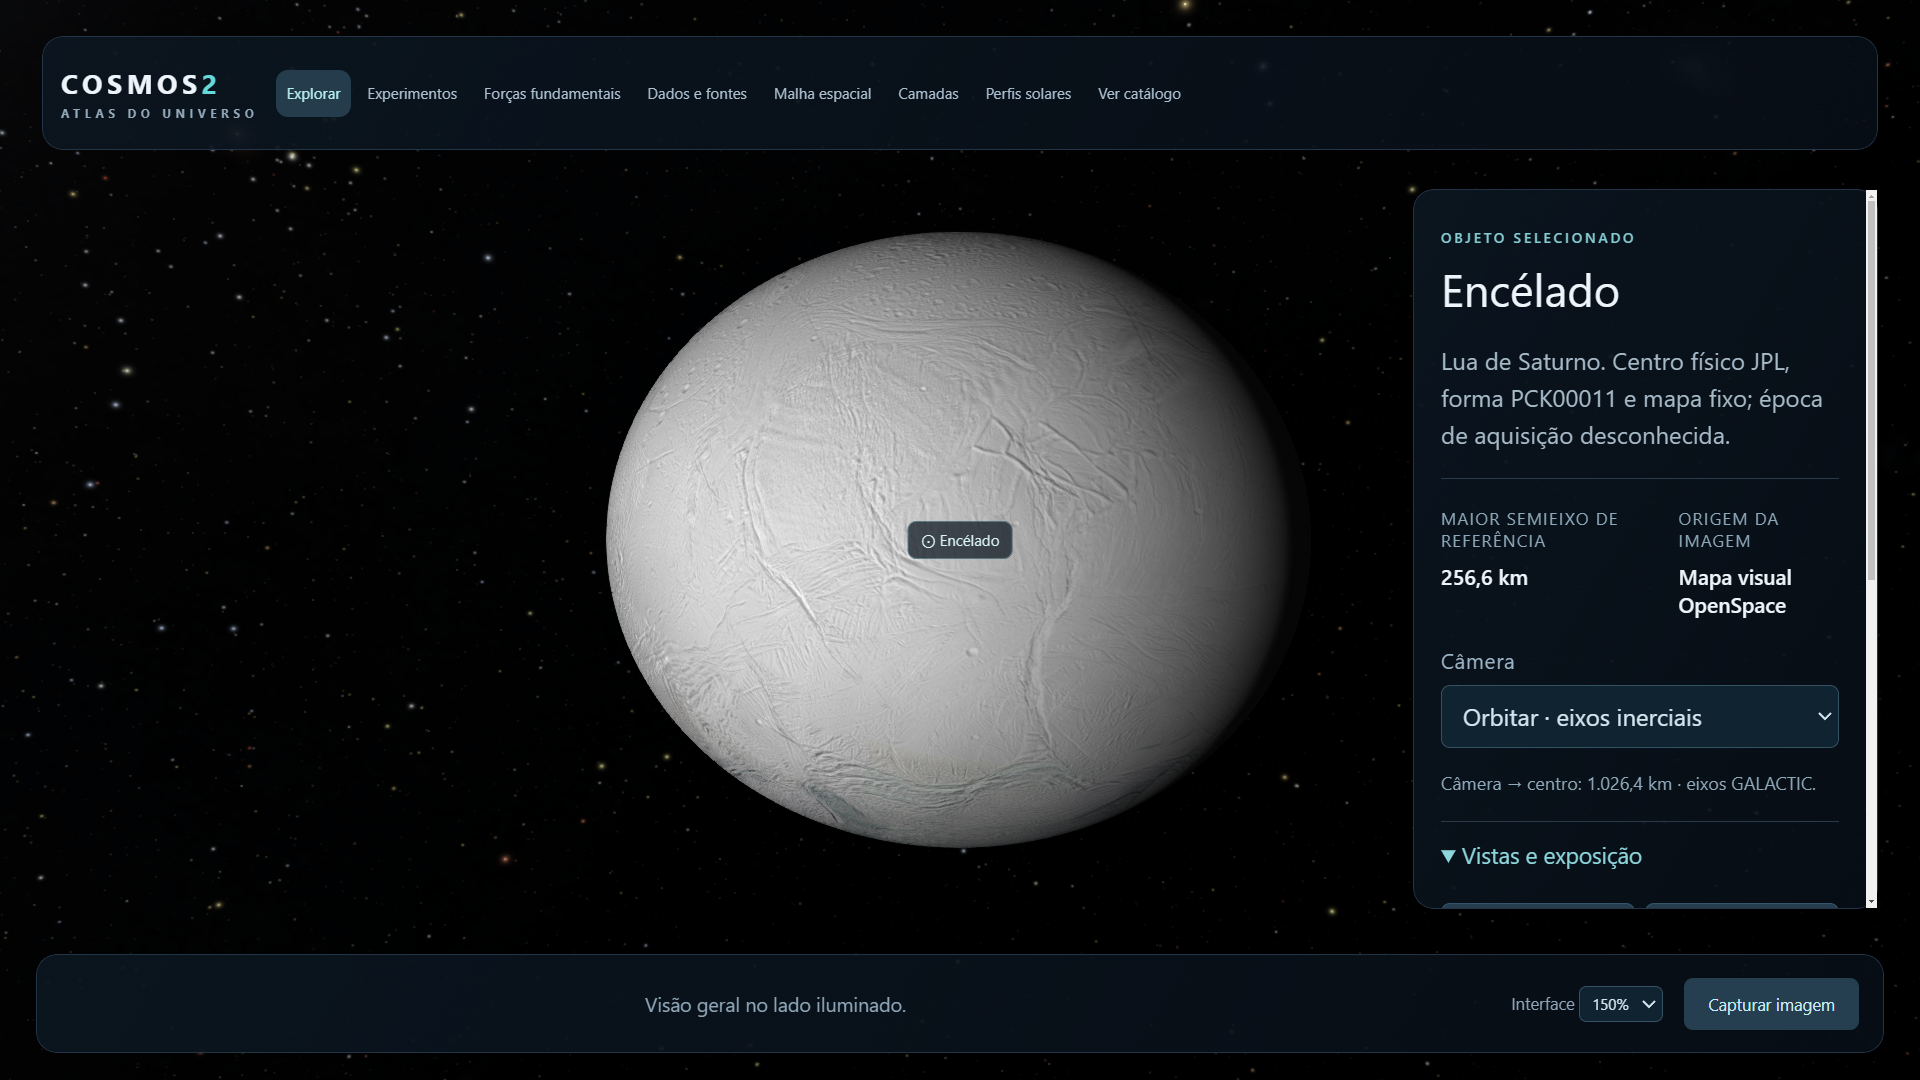 COSMOS2
ATLAS DO UNIVERSO
Explorar
Experimentos
Forças fundamentais
Dados e fontes
Malha espacial
Camadas
Perfis solares
Ver catálogo
Encélado
OBJETO SELECIONADO
Encélado
Lua de Saturno. Centro físico JPL,
forma PCK00011 e mapa fixo; época
de aquisição desconhecida.
MAIOR SEMIEIXO DE
REFERÊNCIA
256,6 km
ORIGEM DA
IMAGEM
Mapa visual
OpenSpace
Câmera
Orbitar · eixos inerciais
Câmera → centro: 1.026,4 km · eixos GALACTIC.
▼ Vistas e exposição
Visão geral no lado iluminado.
Interface
150%
Capturar imagem